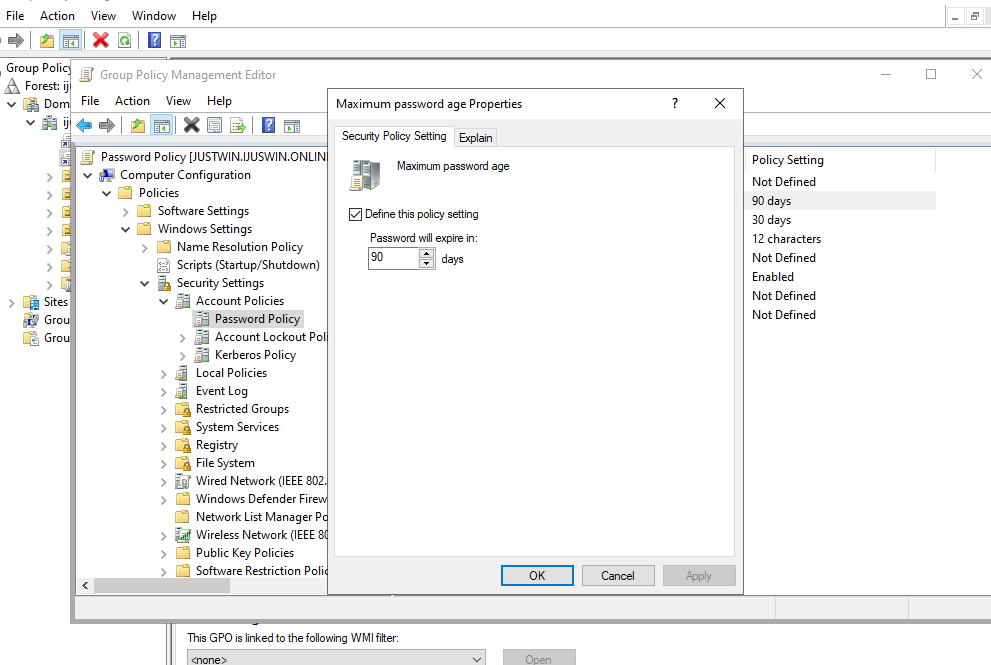 File Action View Window Help
Group Policy
Group Policy Management Editor
Forest: ij
File Action View Help
Dom
Maximum password age Properties
Security Policy Setting Explain
Maximum password age
Define this policy setting
Password will expire in:
90 days
Password Policy [JUSTWIN.IJUSWIN.ONLIN
Computer Configuration
Policies
Software Settings
Windows Settings
Name Resolution Policy
Scripts (Startup/Shutdown)
Security Settings
Account Policies
Password Policy
Account Lockout Poli
Kerberos Policy
Local Policies
Event Log
Restricted Groups
System Services
Registry
File System
Wired Network (IEEE 802.
Windows Defender Firew
Network List Manager Po
Wireless Network (IEEE 80
Public Key Policies
Software Restriction Polic
Sites
Grou
Grou
Policy Setting
Not Defined
90 days
30 days
12 characters
Not Defined
Enabled
Not Defined
Not Defined
OK Cancel Apply
This GPO is linked to the following WMI filter:
<none> Open